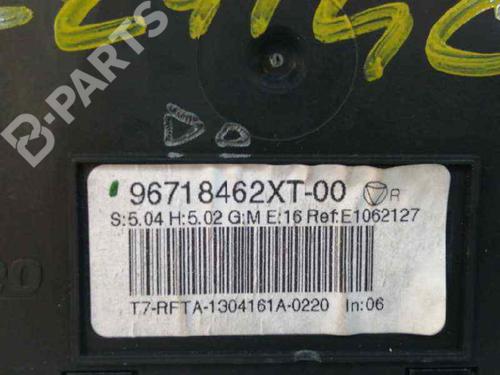 B-PARTS
96718462XT-00 R
S:5.04 H:5.02 G:M E:16 Ref:E1062127
T7-RFTA-1304161A-0220 In:06